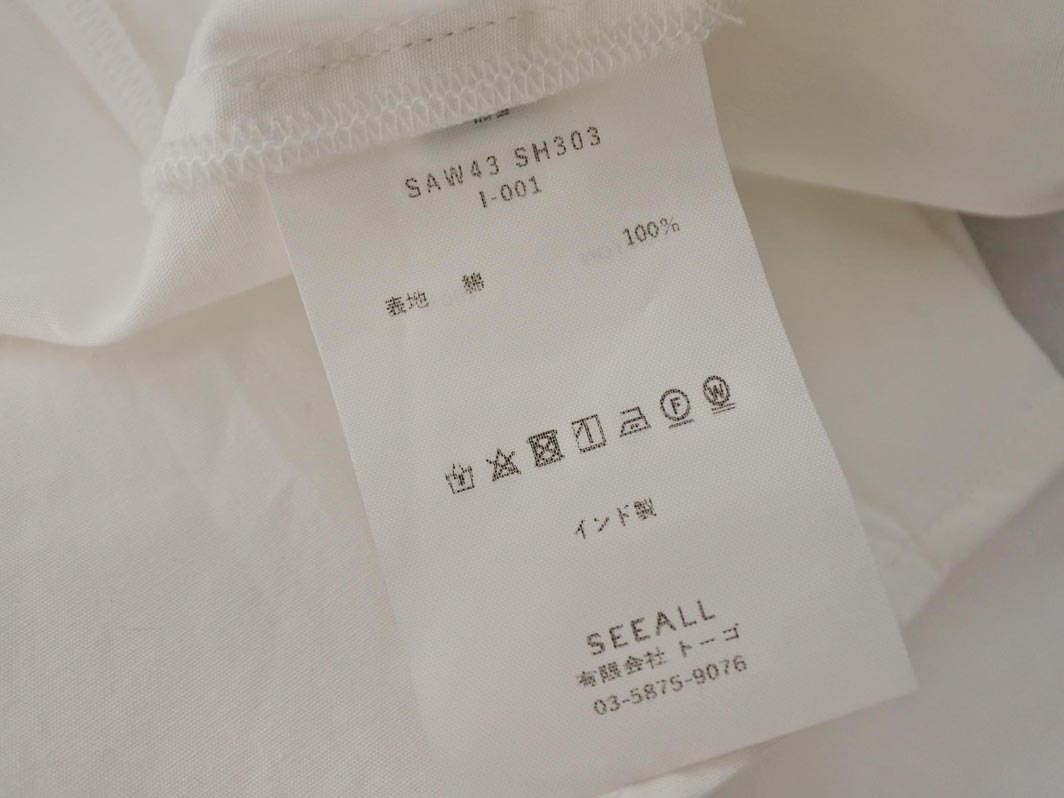 SAW43 SH303
I-001
表地 綿 100%
インド製
SEEALL
有限会社 トーゴ
03-5875-9076